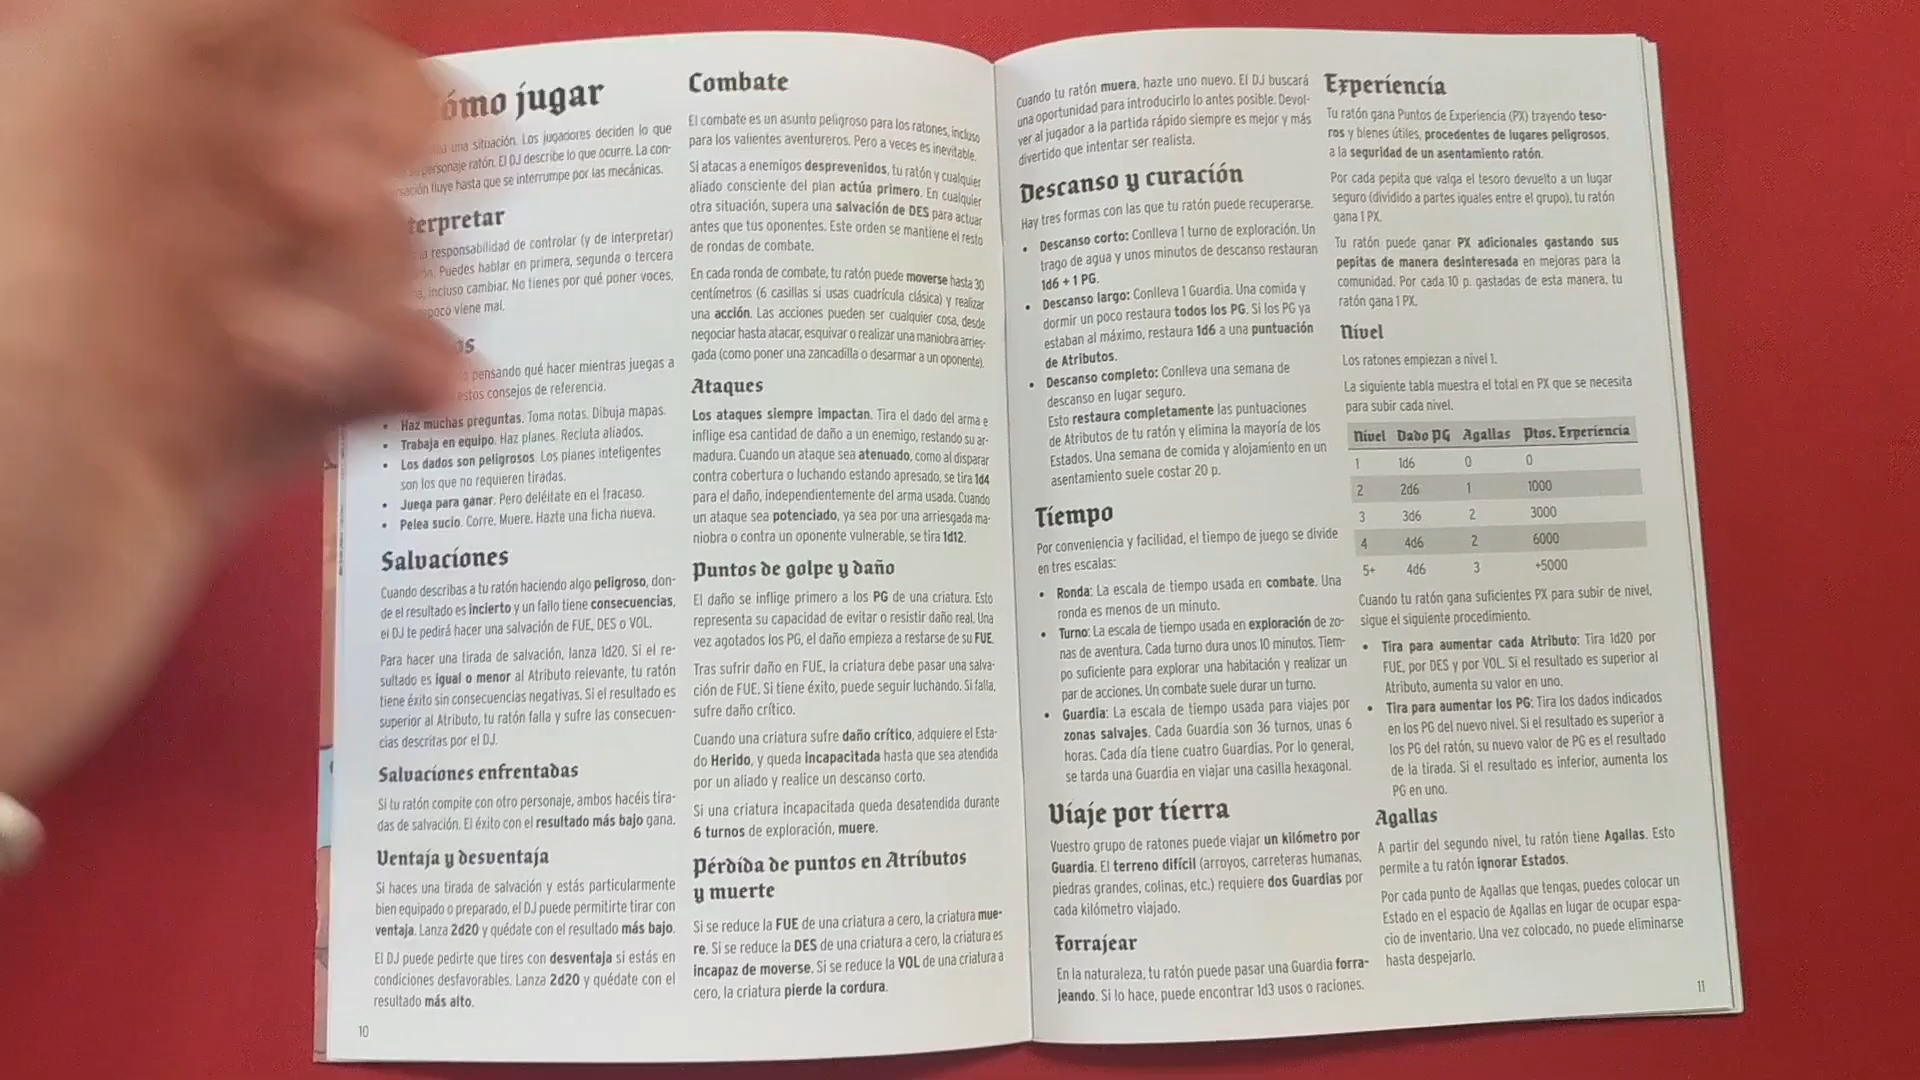 ómo jugar
una situación. Los jugadores deciden lo que
personaje ratón. El DJ describe lo que ocurre. La con-
sación fluye hasta que se interrumpe por las mecánicas.
terpretar
la responsabilidad de controlar (y de interpretar)
Puedes hablar en primera, segunda o tercera
incluso cambiar. No tienes por qué poner voces,
poco viene mal.
os
pensando qué hacer mientras juegas a
estos consejos de referencia.
• Haz muchas preguntas. Toma notas. Dibuja mapas.
• Trabaja en equipo. Haz planes. Recluta aliados.
• Los dados son peligrosos. Los planes inteligentes
son los que no requieren tiradas.
• Juega para ganar. Pero deléitate en el fracaso.
• Pelea sucio. Corre. Muere. Hazte una ficha nueva.
Salvaciones
Cuando describas a tu ratón haciendo algo peligroso, don-
de el resultado es incierto y un fallo tiene consecuencias,
el DJ te pedirá hacer una salvación de FUE, DES o VOL.
Para hacer una tirada de salvación, lanza 1d20. Si el re-
sultado es igual o menor al Atributo relevante, tu ratón
tiene éxito sin consecuencias negativas. Si el resultado es
superior al Atributo, tu ratón falla y sufre las consecuen-
cias descritas por el DJ.
Salvaciones enfrentadas
Si tu ratón compite con otro personaje, ambos hacéis tira-
das de salvación. El éxito con el resultado más bajo gana.
Ventaja y desventaja
Si haces una tirada de salvación y estás particularmente
bien equipado o preparado, el DJ puede permitirte tirar con
ventaja. Lanza 2d20 y quédate con el resultado más bajo.
El DJ puede pedirte que tires con desventaja si estás en
condiciones desfavorables. Lanza 2d20 y quédate con el
resultado más alto.
10
Combate
El combate es un asunto peligroso para los ratones, incluso
para los valientes aventureros. Pero a veces es inevitable.
Si atacas a enemigos desprevenidos, tu ratón y cualquier
aliado consciente del plan actúa primero. En cualquier
otra situación, supera una salvación de DES para actuar
antes que tus oponentes. Este orden se mantiene el resto
de rondas de combate.
En cada ronda de combate, tu ratón puede moverse hasta 30
centímetros (6 casillas si usas cuadrícula clásica) y realizar
una acción. Las acciones pueden ser cualquier cosa, desde
negociar hasta atacar, esquivar o realizar una maniobra arries-
gada (como poner una zancadilla o desarmar a un oponente).
Ataques
Los ataques siempre impactan. Tira el dado del arma e
inflige esa cantidad de daño a un enemigo, restando su ar-
madura. Cuando un ataque sea atenuado, como al disparar
contra cobertura o luchando estando apresado, se tira 1d4
para el daño, independientemente del arma usada. Cuando
un ataque sea potenciado, ya sea por una arriesgada ma-
niobra o contra un oponente vulnerable, se tira 1d12.
Puntos de golpe y daño
El daño se inflige primero a los PG de una criatura. Esto
representa su capacidad de evitar o resistir daño real. Una
vez agotados los PG, el daño empieza a restarse de su FUE.
Tras sufrir daño en FUE, la criatura debe pasar una salva-
ción de FUE. Si tiene éxito, puede seguir luchando. Si falla,
sufre daño crítico.
Cuando una criatura sufre daño crítico, adquiere el Esta-
do Herido, y queda incapacitada hasta que sea atendida
por un aliado y realice un descanso corto.
Si una criatura incapacitada queda desatendida durante
6 turnos de exploración, muere.
Pérdida de puntos en Atributos
y muerte
Si se reduce la FUE de una criatura a cero, la criatura mue-
re. Si se reduce la DES de una criatura a cero, la criatura es
incapaz de moverse. Si se reduce la VOL de una criatura a
cero, la criatura pierde la cordura.
Cuando tu ratón muera, hazte uno nuevo. El DJ buscará
una oportunidad para introducirlo lo antes posible. Devol-
ver al jugador a la partida rápido siempre es mejor y más
divertido que intentar ser realista.
Descanso y curación
Hay tres formas con las que tu ratón puede recuperarse.
• Descanso corto: Conlleva 1 turno de exploración. Un
trago de agua y unos minutos de descanso restauran
1d6 + 1 PG.
• Descanso largo: Conlleva 1 Guardia. Una comida y
dormir un poco restaura todos los PG. Si los PG ya
estaban al máximo, restaura 1d6 a una puntuación
de Atributos.
• Descanso completo: Conlleva una semana de
descanso en lugar seguro.
Esto restaura completamente las puntuaciones
de Atributos de tu ratón y elimina la mayoría de los
Estados. Una semana de comida y alojamiento en un
asentamiento suele costar 20 p.
Tiempo
Por conveniencia y facilidad, el tiempo de juego se divide
en tres escalas:
• Ronda: La escala de tiempo usada en combate. Una
ronda es menos de un minuto.
• Turno: La escala de tiempo usada en exploración de zo-
nas de aventura. Cada turno dura unos 10 minutos. Tiem-
po suficiente para explorar una habitación y realizar un
par de acciones. Un combate suele durar un turno.
• Guardia: La escala de tiempo usada para viajes por
zonas salvajes. Cada Guardia son 36 turnos, unas 6
horas. Cada día tiene cuatro Guardias. Por lo general,
se tarda una Guardia en viajar una casilla hexagonal.
Viaje por tierra
Vuestro grupo de ratones puede viajar un kilómetro por
Guardia. El terreno difícil (arroyos, carreteras humanas,
piedras grandes, colinas, etc.) requiere dos Guardias por
cada kilómetro viajado.
Forrajear
En la naturaleza, tu ratón puede pasar una Guardia forra-
jeando. Si lo hace, puede encontrar 1d3 usos o raciones.
Experiencia
Tu ratón gana Puntos de Experiencia (PX) trayendo teso-
ros y bienes útiles, procedentes de lugares peligrosos,
a la seguridad de un asentamiento ratón.
Por cada pepita que valga el tesoro devuelto a un lugar
seguro (dividido a partes iguales entre el grupo), tu ratón
gana 1 PX.
Tu ratón puede ganar PX adicionales gastando sus
pepitas de manera desinteresada en mejoras para la
comunidad. Por cada 10 p. gastadas de esta manera, tu
ratón gana 1 PX.
Nivel
Los ratones empiezan a nivel 1.
La siguiente tabla muestra el total en PX que se necesita
para subir cada nivel.
Nivel Dado PG Agallas Ptos. Experiencia
1 1d6 0 0
2 2d6 1 1000
3 3d6 2 3000
4 4d6 2 6000
5+ 4d6 3 +5000
Cuando tu ratón gana suficientes PX para subir de nivel,
sigue el siguiente procedimiento.
• Tira para aumentar cada Atributo: Tira 1d20 por
FUE, por DES y por VOL. Si el resultado es superior al
Atributo, aumenta su valor en uno.
• Tira para aumentar los PG: Tira los dados indicados
en los PG del nuevo nivel. Si el resultado es superior a
los PG del ratón, su nuevo valor de PG es el resultado
de la tirada. Si el resultado es inferior, aumenta los
PG en uno.
Agallas
A partir del segundo nivel, tu ratón tiene Agallas. Esto
permite a tu ratón ignorar Estados.
Por cada punto de Agallas que tengas, puedes colocar un
Estado en el espacio de Agallas en lugar de ocupar espa-
cio de inventario. Una vez colocado, no puede eliminarse
hasta despejarlo.
11